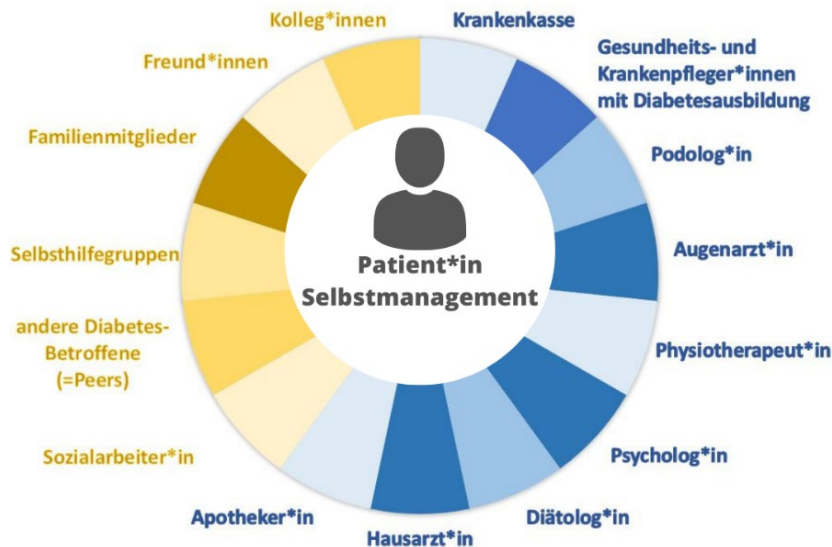 Kolleg*innen
Krankenkasse
Freund*innen
Gesundheits- und
Krankenpfleger*innen
mit Diabetesausbildung
Familienmitglieder
Podolog*in
Selbsthilfegruppen
Augenarzt*in
Patient*in
Selbstmanagement
andere Diabetes-
Betroffene
(=Peers)
Physiotherapeut*in
Sozialarbeiter*in
Psycholog*in
Apotheker*in
Hausarzt*in
Diätolog*in